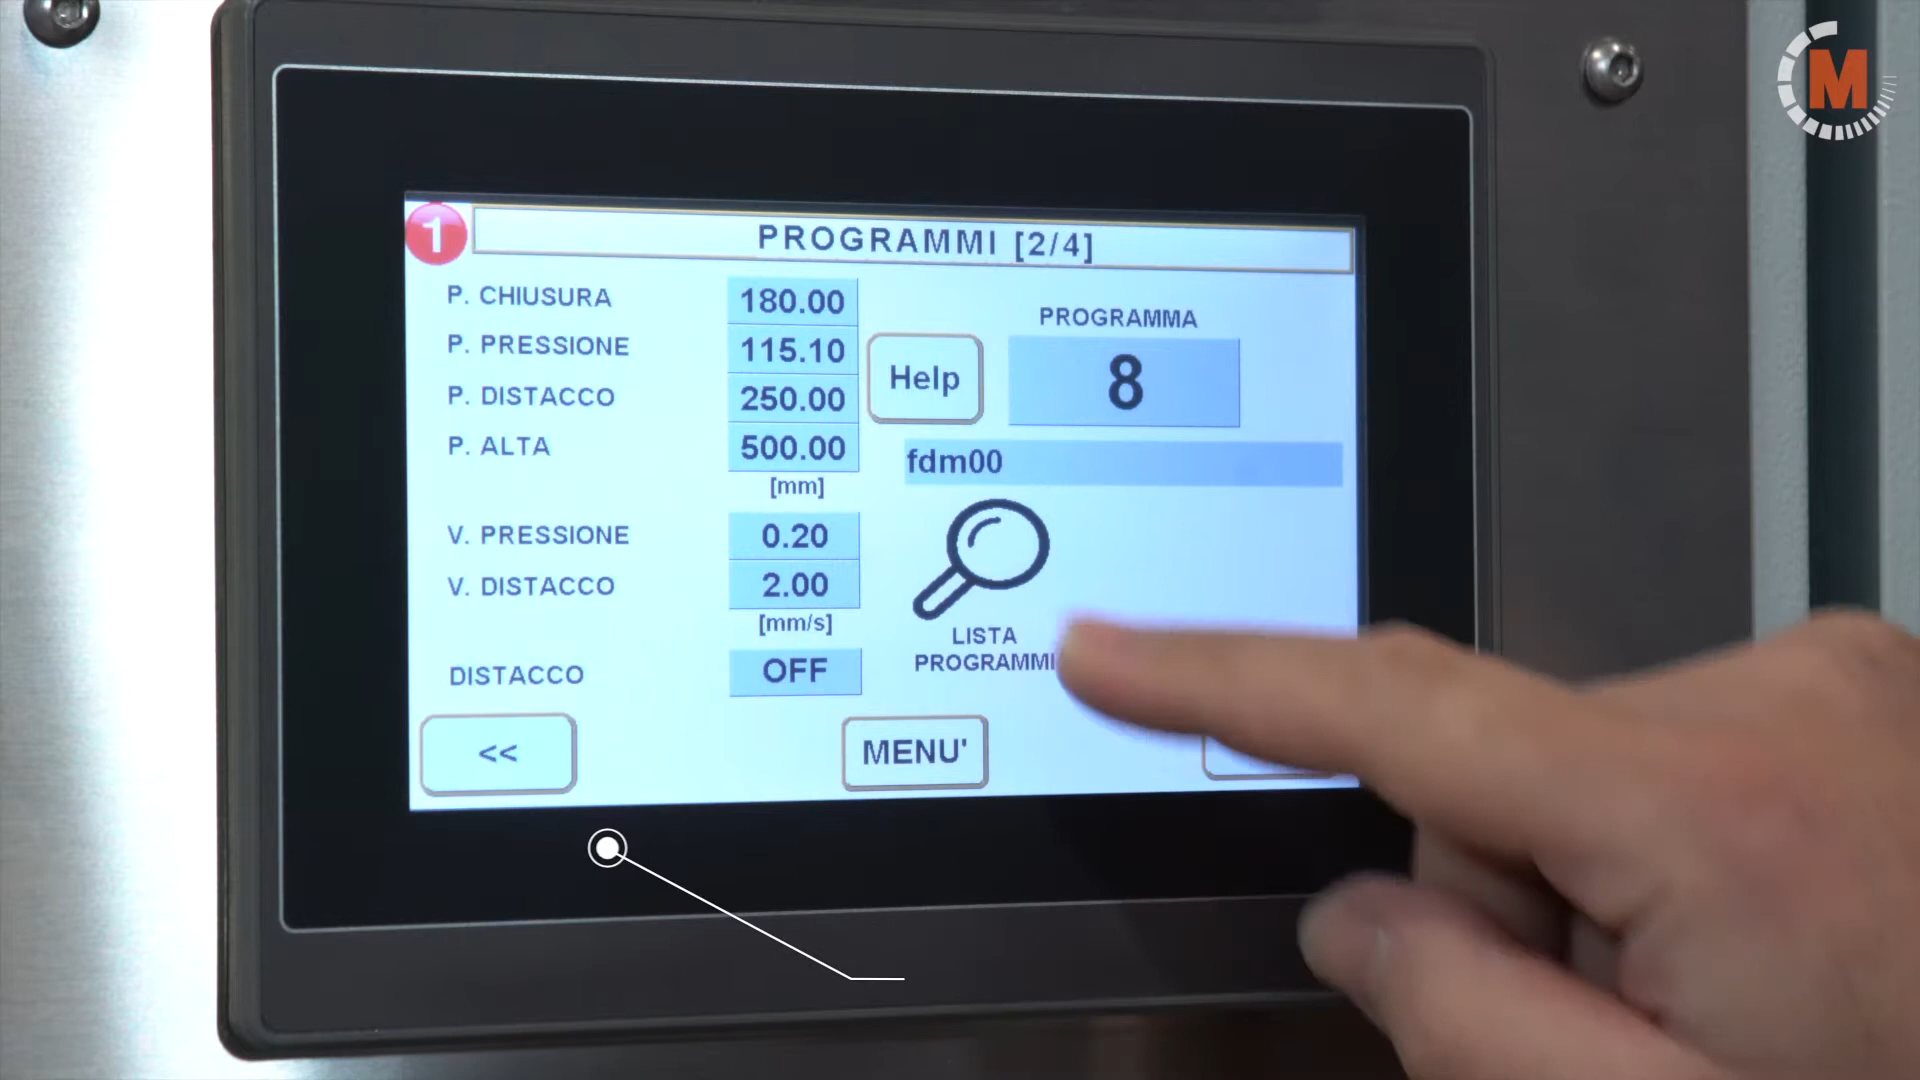 M
1
PROGRAMMI [2/4]
P. CHIUSURA 180.00
P. PRESSIONE 115.10
P. DISTACCO 250.00
P. ALTA 500.00
[mm]
V. PRESSIONE 0.20
V. DISTACCO 2.00
[mm/s]
DISTACCO OFF
Help
PROGRAMMA
8
fdm00
LISTA
PROGRAMMI
<<
MENU'